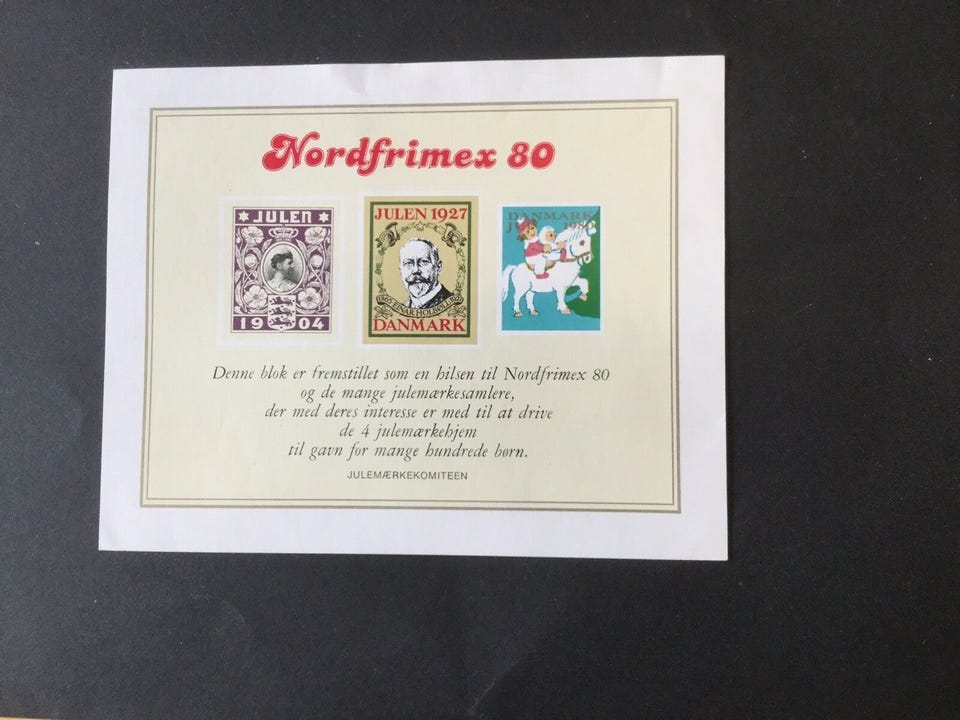 Nordfrimex 80
JULEN
1904
JULEN 1927
EINAR HOLBØLL
DANMARK
DANMARK
Denne blok er fremstillet som en hilsen til Nordfrimex 80
og de mange julemærkesamlere,
der med deres interesse er med til at drive
de 4 julemærkehjem
til gavn for mange hundrede børn.
JULEMÆRKEKOMITEEN